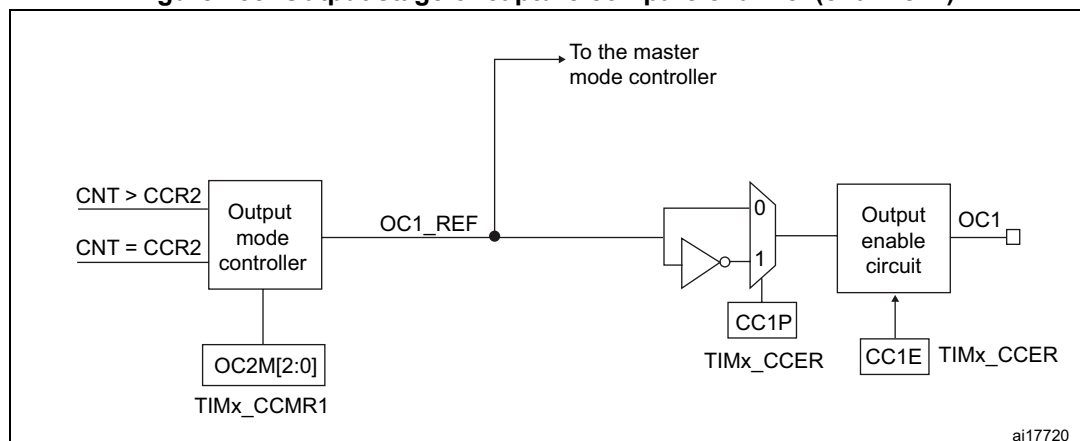 To the master
mode controller
CNT > CCR2
CNT = CCR2
Output
mode
controller
OC1_REF
0
1
Output
enable
circuit
OC1
CC1P
TIMx_CCER
CC1E
TIMx_CCER
OC2M[2:0]
TIMx_CCMR1
ai17720